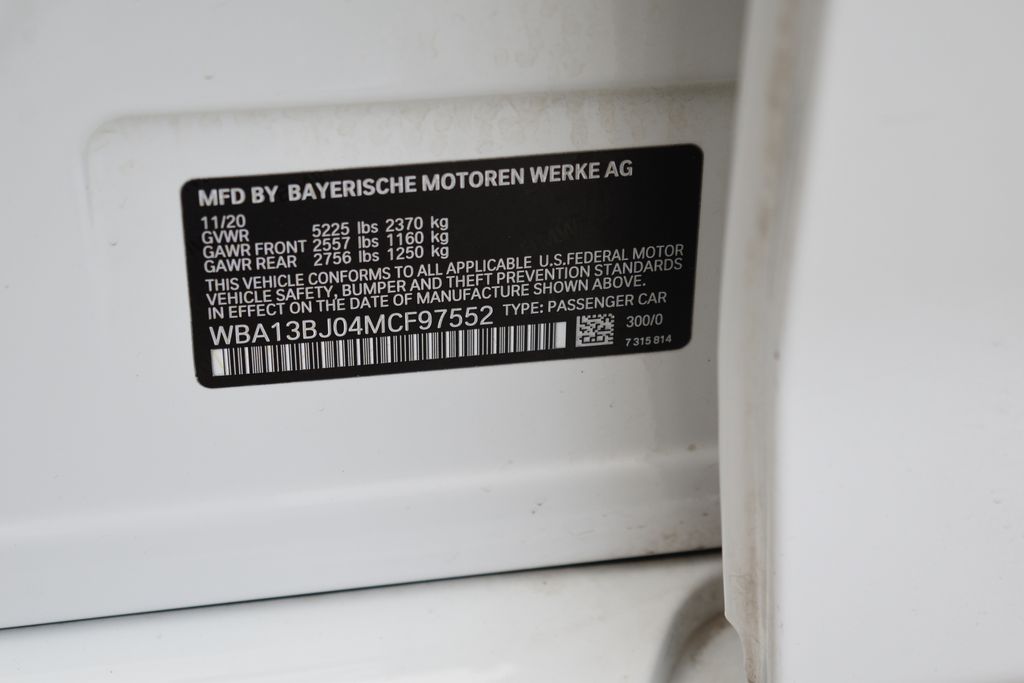 MFD BY BAYERISCHE MOTOREN WERKE AG
11/20
GVWR 5225 lbs 2370 kg
GAWR FRONT 2557 lbs 1160 kg
GAWR REAR 2756 lbs 1250 kg
THIS VEHICLE CONFORMS TO ALL APPLICABLE U.S.FEDERAL MOTOR
VEHICLE SAFETY, BUMPER AND THEFT PREVENTION STANDARDS
IN EFFECT ON THE DATE OF MANUFACTURE SHOWN ABOVE.
WBA13BJ04MCF97552 TYPE: PASSENGER CAR
300/0
7 315 814